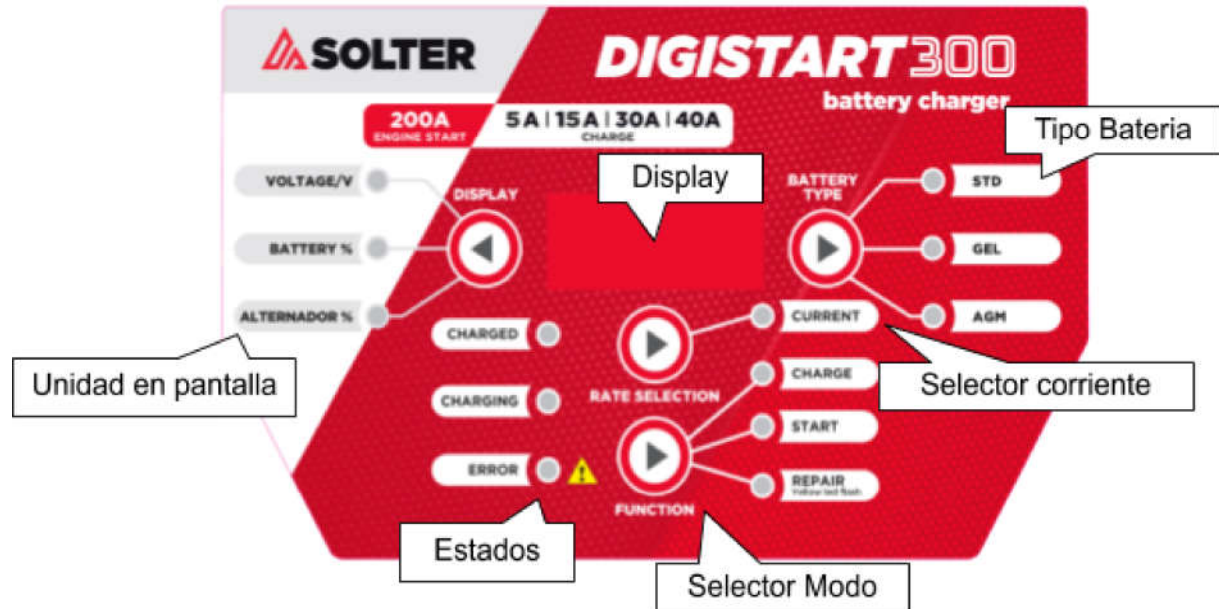 SOLTER
DIGISTART 300
battery charger
200A
ENGINE START
5A | 15A | 30A | 40A
CHARGE
Tipo Bateria
Display
VOLTAGE/V
DISPLAY
BATTERY
TYPE
STD
BATTERY %
GEL
ALTERNADOR %
CURRENT
AGM
CHARGED
Unidad en pantalla
CHARGE
Selector corriente
CHARGING
RATE SELECTION
START
ERROR
REPAIR
Yellow led flash
FUNCTION
Estados
Selector Modo